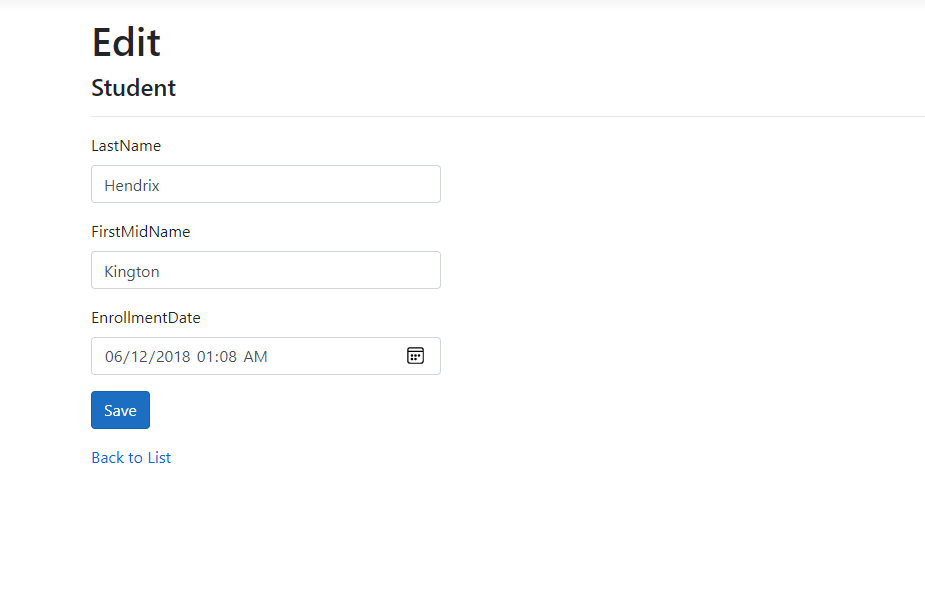 Edit
Student
LastName
Hendrix
FirstMidName
Kington
EnrollmentDate
06/12/2018 01:08 AM
Save
Back to List